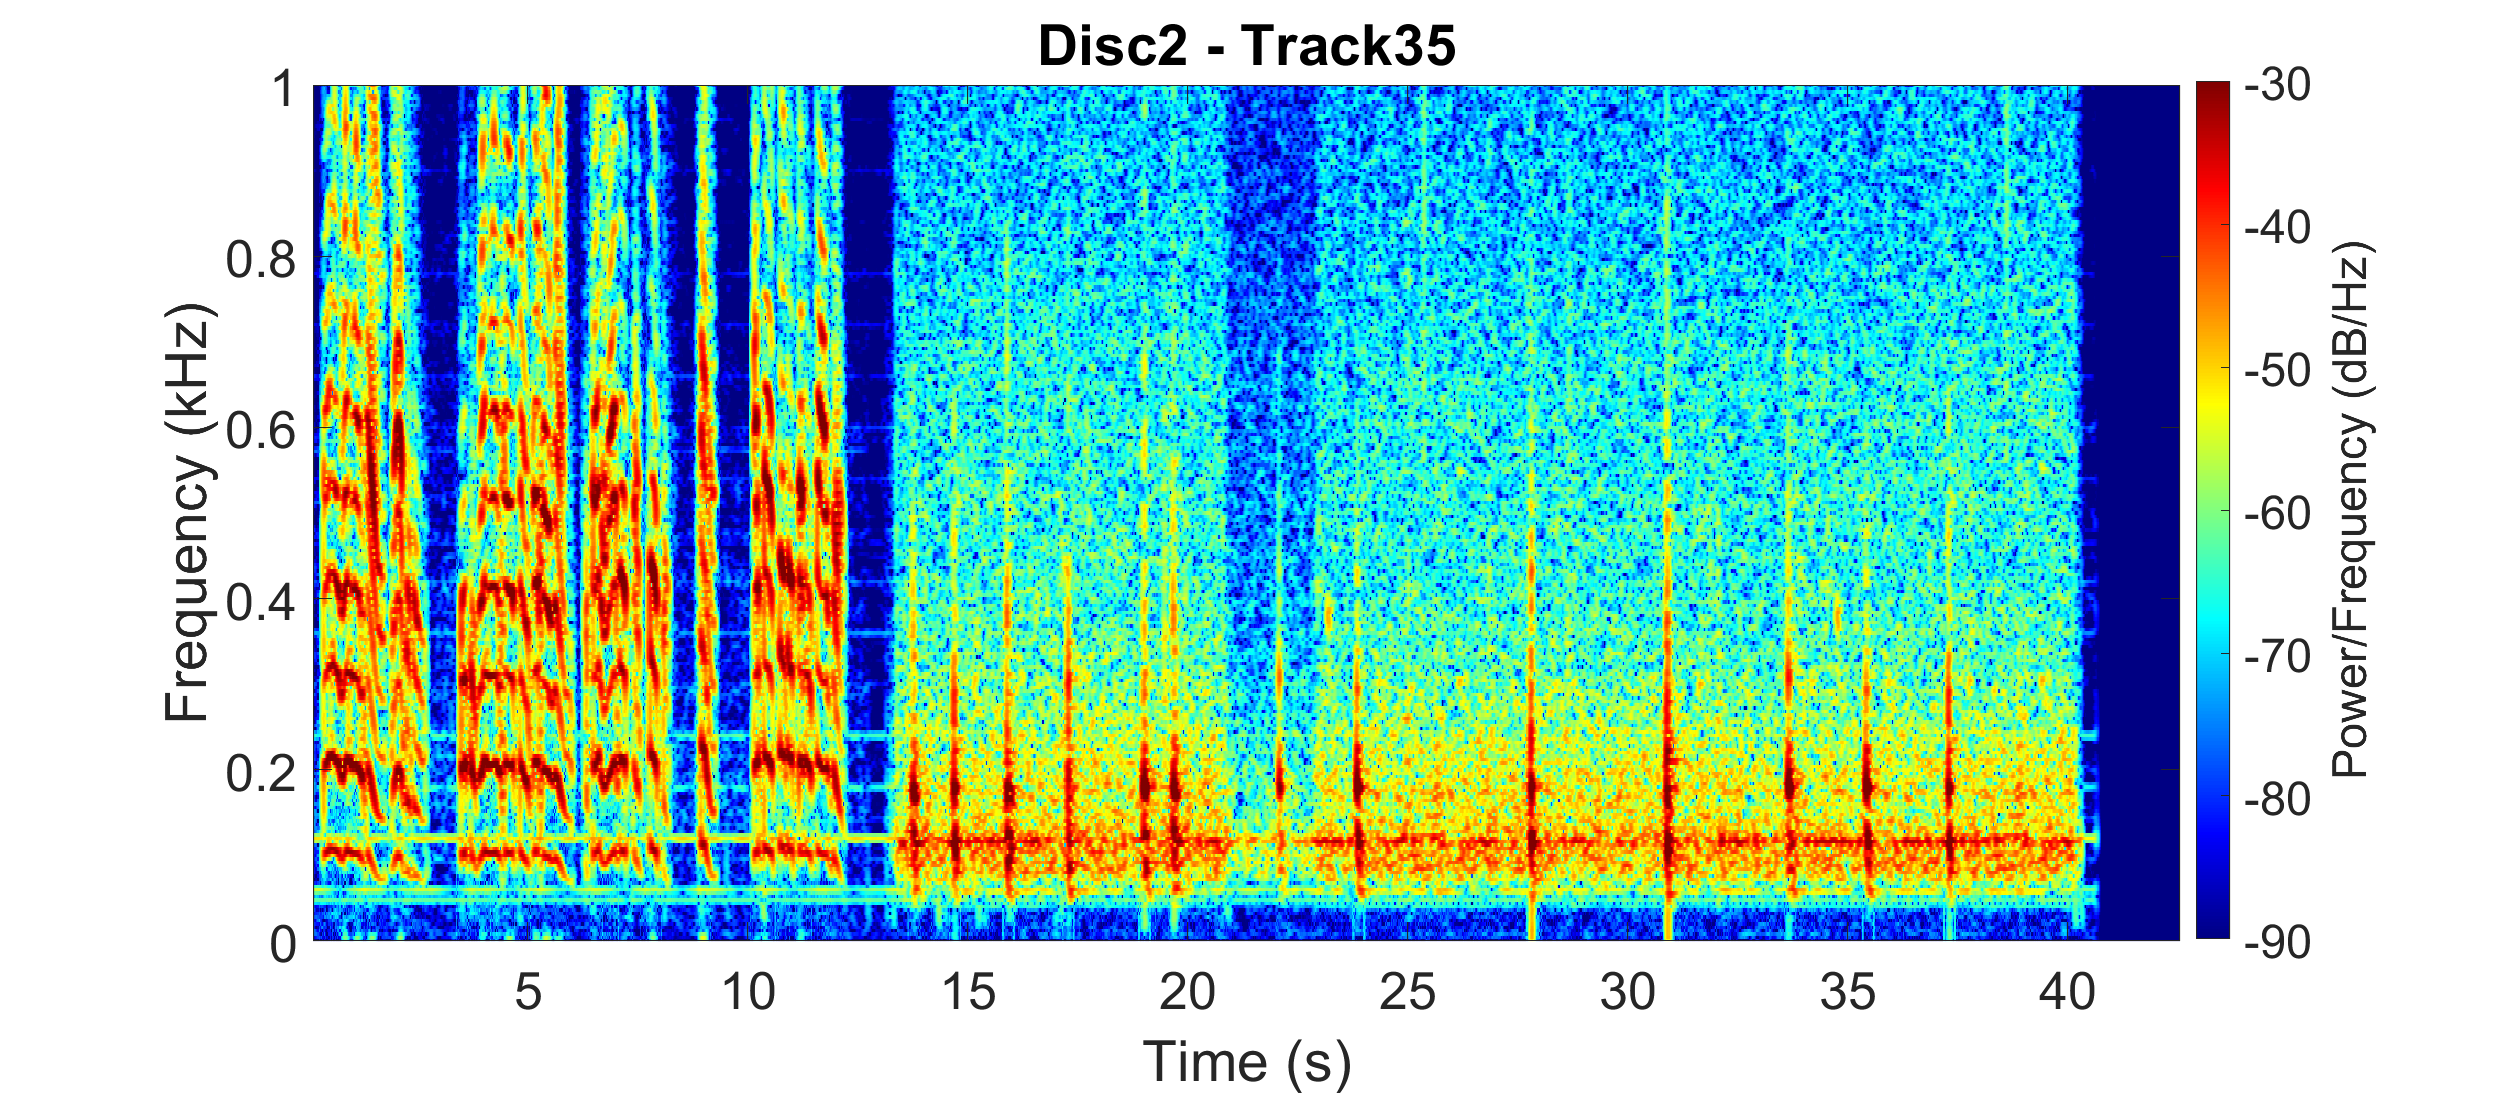 Disc2 - Track35
1
0.8
0.6
0.4
0.2
0
Frequency (kHz)
5 10 15 20 25 30 35 40
Time (s)
-30
-40
-50
-60
-70
-80
-90
Power/Frequency (dB/Hz)